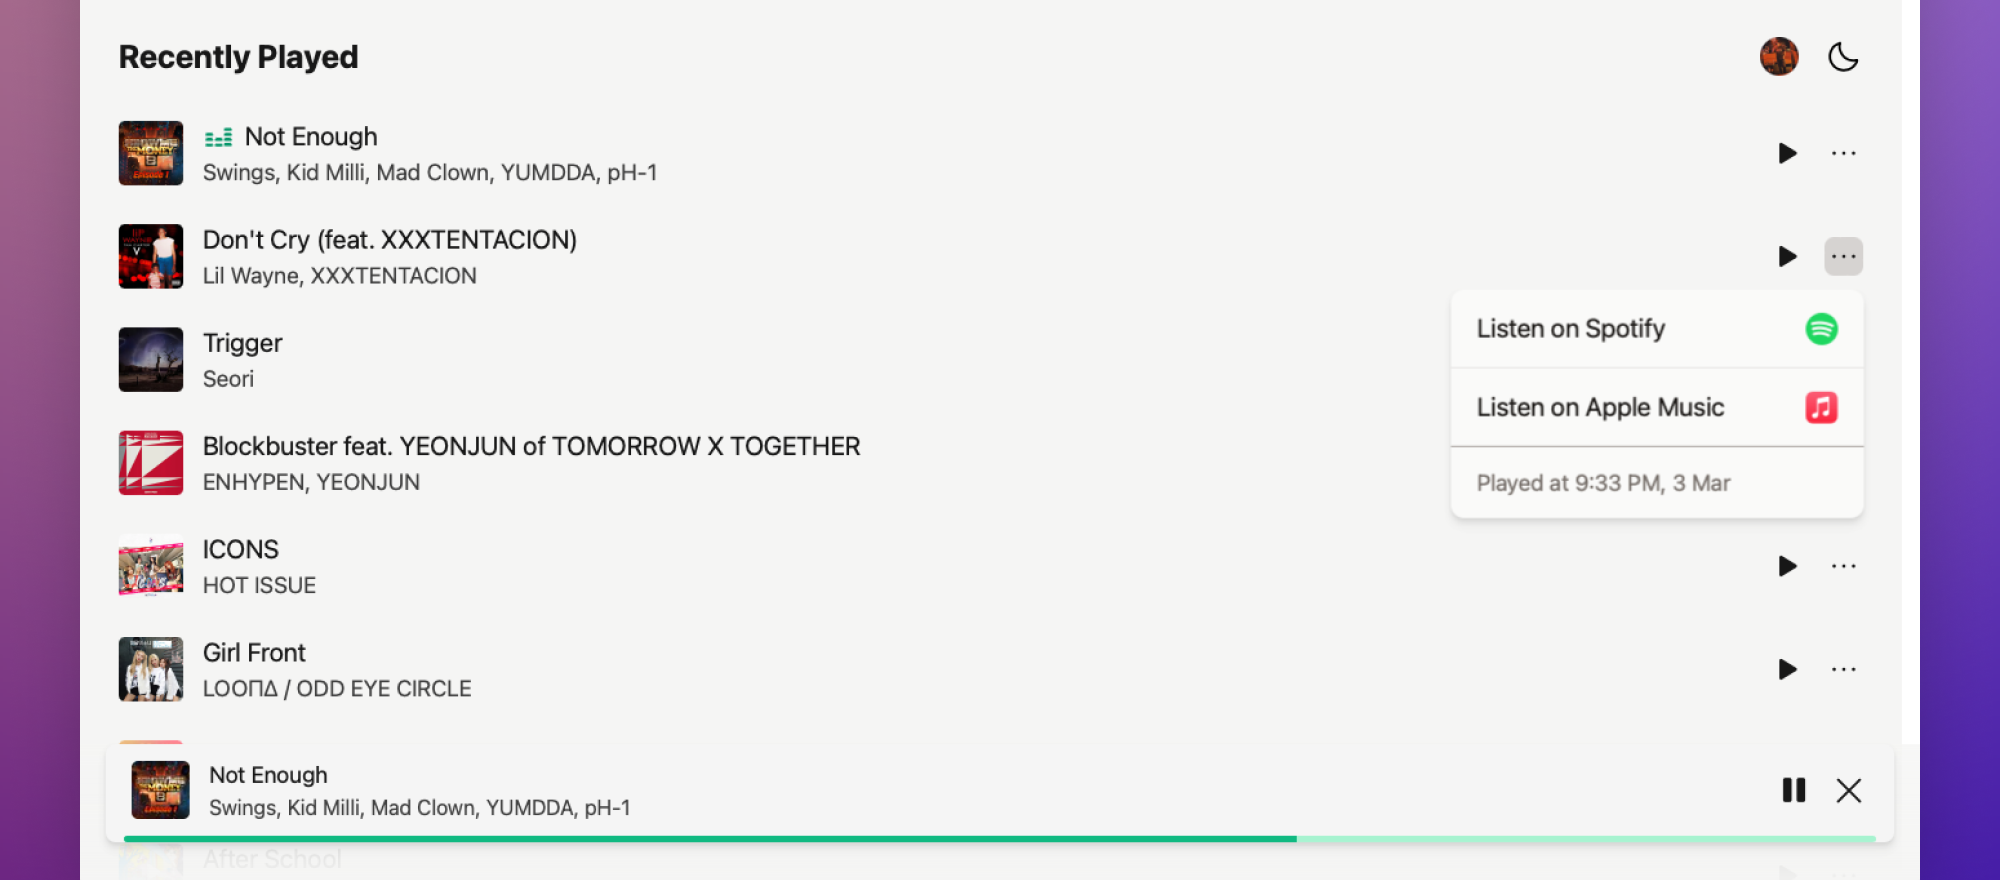 Recently Played
Not Enough
Swings, Kid Milli, Mad Clown, YUMDDA, pH-1
Don't Cry (feat. XXXTENTACION)
Lil Wayne, XXXTENTACION
Listen on Spotify
Trigger
Seori
Listen on Apple Music
Blockbuster feat. YEONJUN of TOMORROW X TOGETHER
ENHYPEN, YEONJUN
Played at 9:33 PM, 3 Mar
ICONS
HOT ISSUE
Girl Front
LOOΠΔ / ODD EYE CIRCLE
Not Enough
Swings, Kid Milli, Mad Clown, YUMDDA, pH-1
After School